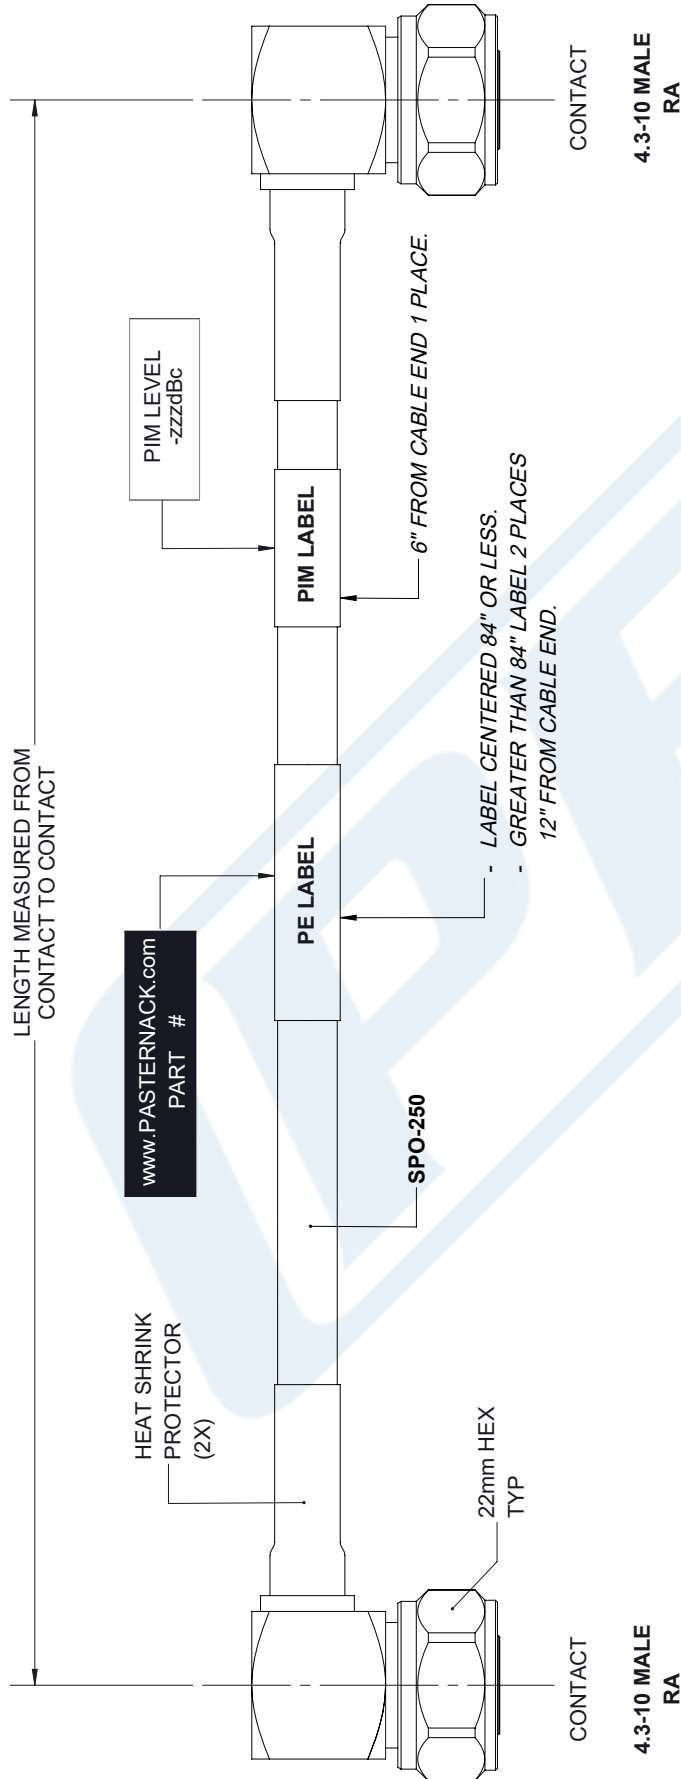 LENGTH MEASURED FROM
CONTACT TO CONTACT
www.PASTERNACK.com
PART #
PIM LEVEL
-zzzdBc
HEAT SHRINK
PROTECTOR
(2X)
PE LABEL
PIM LABEL
SPO-250
6" FROM CABLE END 1 PLACE.
- LABEL CENTERED 84" OR LESS.
- GREATER THAN 84" LABEL 2 PLACES
12" FROM CABLE END.
22mm HEX
TYP
CONTACT
4.3-10 MALE
RA
CONTACT
4.3-10 MALE
RA